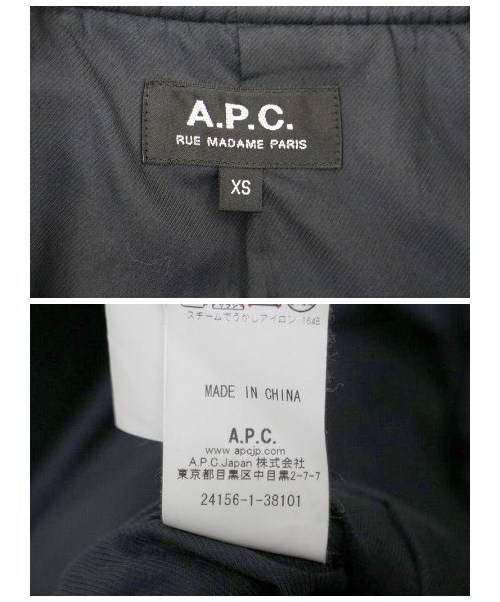 A.P.C.
RUE MADAME PARIS
XS
スチームでうかしアイロン 1648
MADE IN CHINA
A.P.C.
www.apcjp.com
A.P.C.Japan 株式会社
東京都目黒区中目黒2-7-7
24156-1-38101